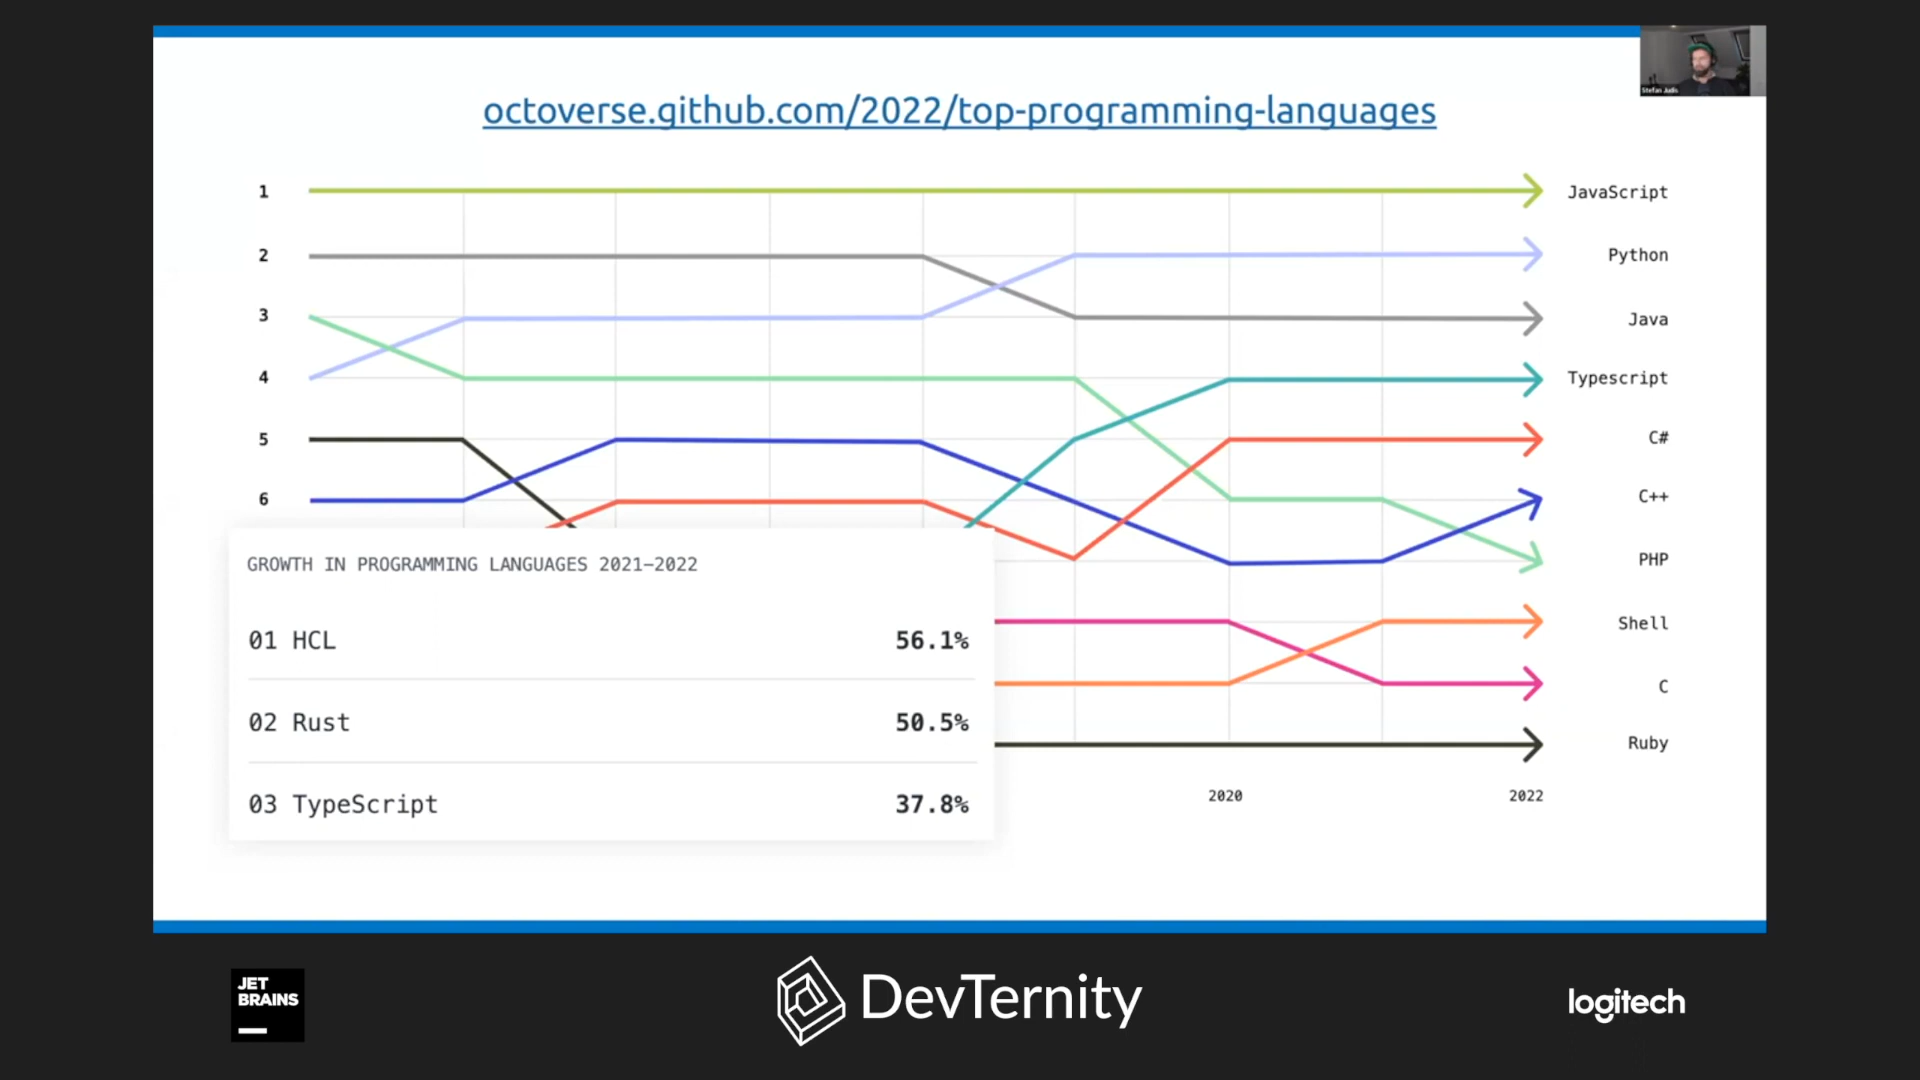 Stefan Judis
octoverse.github.com/2022/top-programming-languages
1
JavaScript
2
Python
3
Java
4
Typescript
5
C#
6
C++
PHP
Shell
C
Ruby
2020
2022
GROWTH IN PROGRAMMING LANGUAGES 2021–2022
01 HCL 56.1%
02 Rust 50.5%
03 TypeScript 37.8%
JET
BRAINS
DevTernity
logitech